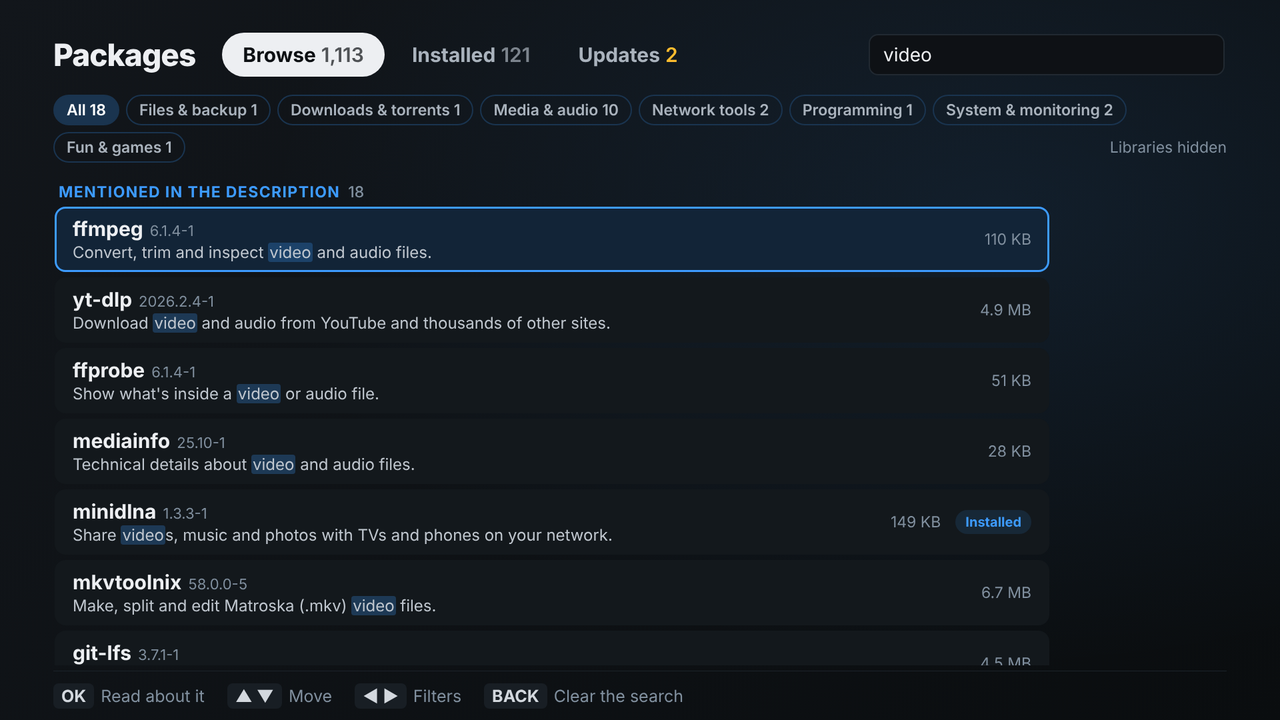 Packages Browse 1,113 Installed 121 Updates 2 video
All 18 Files & backup 1 Downloads & torrents 1 Media & audio 10 Network tools 2 Programming 1 System & monitoring 2
Fun & games 1 Libraries hidden
MENTIONED IN THE DESCRIPTION 18
ffmpeg 6.1.4-1
Convert, trim and inspect video and audio files.
110 KB
yt-dlp 2026.2.4-1
Download video and audio from YouTube and thousands of other sites.
4.9 MB
ffprobe 6.1.4-1
Show what's inside a video or audio file.
51 KB
mediainfo 25.10-1
Technical details about video and audio files.
28 KB
minidlna 1.3.3-1
Share videos, music and photos with TVs and phones on your network.
149 KB Installed
mkvtoolnix 58.0.0-5
Make, split and edit Matroska (.mkv) video files.
6.7 MB
git-lfs 3.7.1-1
4.5 MB
OK Read about it ▲▼ Move ◀▶ Filters BACK Clear the search